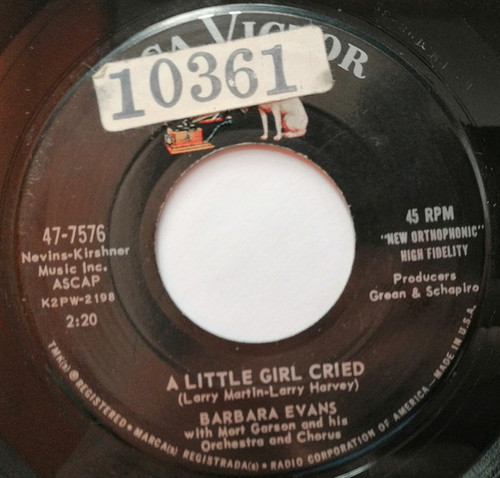 CA VICTOR
10361
47-7576
Nevins-Kirshner
Music Inc.
ASCAP
K2PW-2198
2:20
45 RPM
"NEW ORTHOPHONIC"
HIGH FIDELITY
Producers
Grean & Schapiro
A LITTLE GIRL CRIED
(Larry Martin-Larry Harvey)
BARBARA EVANS
with Mort Garson and his
Orchestra and Chorus
TMK(s) ® REGISTERED • MARCA(s) REGISTRADA(s) • RADIO CORPORATION OF AMERICA—MADE IN U.S.A.